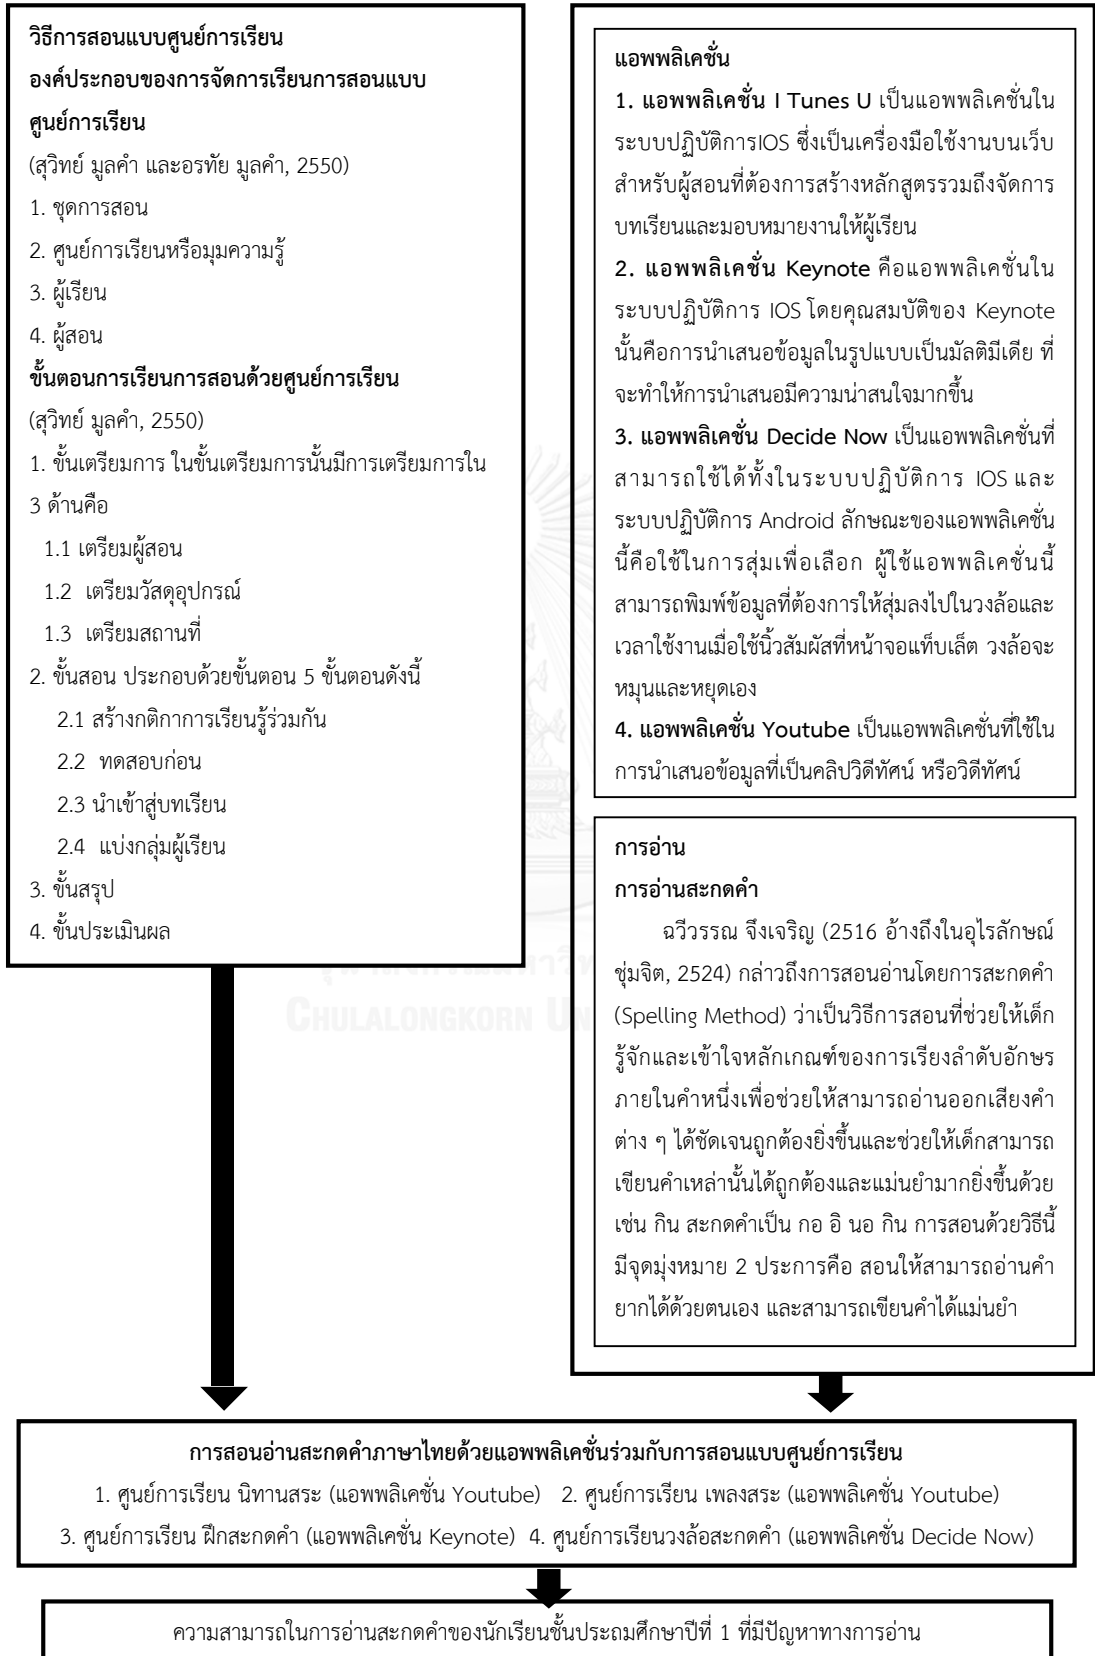 วิธีการสอนแบบศูนย์การเรียน
องค์ประกอบของการจัดการเรียนการสอนแบบ
ศูนย์การเรียน
(สุวิทย์ มูลคำ และอรทัย มูลคำ, 2550)
1. ชุดการสอน
2. ศูนย์การเรียนหรือมุมความรู้
3. ผู้เรียน
4. ผู้สอน
ขั้นตอนการเรียนการสอนด้วยศูนย์การเรียน
(สุวิทย์ มูลคำ, 2550)
1. ขั้นเตรียมการ ในขั้นเตรียมการนั้นมีการเตรียมการใน
3 ด้านคือ
1.1 เตรียมผู้สอน
1.2 เตรียมวัสดุอุปกรณ์
1.3 เตรียมสถานที่
2. ขั้นสอน ประกอบด้วยขั้นตอน 5 ขั้นตอนดังนี้
2.1 สร้างกติกาการเรียนรู้ร่วมกัน
2.2 ทดสอบก่อน
2.3 นำเข้าสู่บทเรียน
2.4 แบ่งกลุ่มผู้เรียน
3. ขั้นสรุป
4. ขั้นประเมินผล
แอพพลิเคชั่น
1. แอพพลิเคชั่น I Tunes U เป็นแอพพลิเคชั่นใน
ระบบปฏิบัติการIOS ซึ่งเป็นเครื่องมือใช้งานบนเว็บ
สำหรับผู้สอนที่ต้องการสร้างหลักสูตรรวมถึงจัดการ
บทเรียนและมอบหมายงานให้ผู้เรียน
2. แอพพลิเคชั่น Keynote คือแอพพลิเคชั่นใน
ระบบปฏิบัติการ IOS โดยคุณสมบัติของ Keynote
นั้นคือการนำเสนอข้อมูลในรูปแบบเป็นมัลติมีเดีย ที่
จะทำให้การนำเสนอมีความน่าสนใจมากขึ้น
3. แอพพลิเคชั่น Decide Now เป็นแอพพลิเคชั่นที่
สามารถใช้ได้ทั้งในระบบปฏิบัติการ IOS และ
ระบบปฏิบัติการ Android ลักษณะของแอพพลิเคชั่น
นี้คือใช้ในการสุ่มเพื่อเลือก ผู้ใช้แอพพลิเคชั่นนี้
สามารถพิมพ์ข้อมูลที่ต้องการให้สุ่มลงไปในวงล้อและ
เวลาใช้งานเมื่อใช้นิ้วสัมผัสที่หน้าจอแท็บเล็ต วงล้อจะ
หมุนและหยุดเอง
4. แอพพลิเคชั่น Youtube เป็นแอพพลิเคชั่นที่ใช้ใน
การนำเสนอข้อมูลที่เป็นคลิปวิดีทัศน์ หรือวิดีทัศน์
การอ่าน
การอ่านสะกดคำ
ฉวีวรรณ จึงเจริญ (2516 อ้างถึงในอุไรลักษณ์
ชุ่มจิต, 2524) กล่าวถึงการสอนอ่านโดยการสะกดคำ
(Spelling Method) ว่าเป็นวิธีการสอนที่ช่วยให้เด็ก
รู้จักและเข้าใจหลักเกณฑ์ของการเรียงลำดับอักษร
ภายในคำหนึ่งเพื่อช่วยให้สามารถอ่านออกเสียงคำ
ต่าง ๆ ได้ชัดเจนถูกต้องยิ่งขึ้นและช่วยให้เด็กสามารถ
เขียนคำเหล่านั้นได้ถูกต้องและแม่นยำมากยิ่งขึ้นด้วย
เช่น กิน สะกดคำเป็น กอ อิ นอ กิน การสอนด้วยวิธีนี้
มีจุดมุ่งหมาย 2 ประการคือ สอนให้สามารถอ่านคำ
ยากได้ด้วยตนเอง และสามารถเขียนคำได้แม่นยำ
CHULALONGKORN UN
การสอนอ่านสะกดคำภาษาไทยด้วยแอพพลิเคชั่นร่วมกับการสอนแบบศูนย์การเรียน
1. ศูนย์การเรียน นิทานสระ (แอพพลิเคชั่น Youtube) 2. ศูนย์การเรียน เพลงสระ (แอพพลิเคชั่น Youtube)
3. ศูนย์การเรียน ฝึกสะกดคำ (แอพพลิเคชั่น Keynote) 4. ศูนย์การเรียนวงล้อสะกดคำ (แอพพลิเคชั่น Decide Now)
ความสามารถในการอ่านสะกดคำของนักเรียนชั้นประถมศึกษาปีที่ 1 ที่มีปัญหาทางการอ่าน